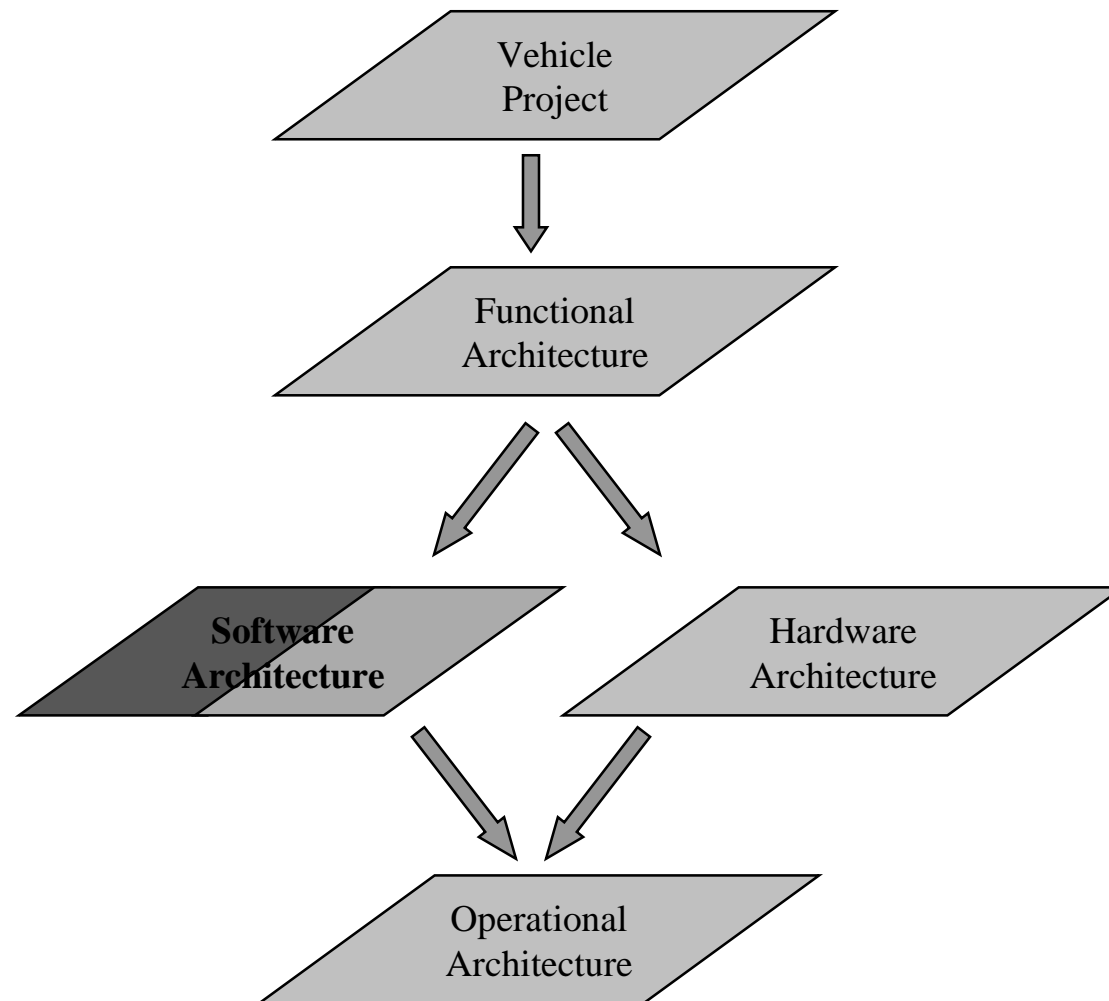 Vehicle
Project
Functional
Architecture
Software
Architecture
Hardware
Architecture
Operational
Architecture